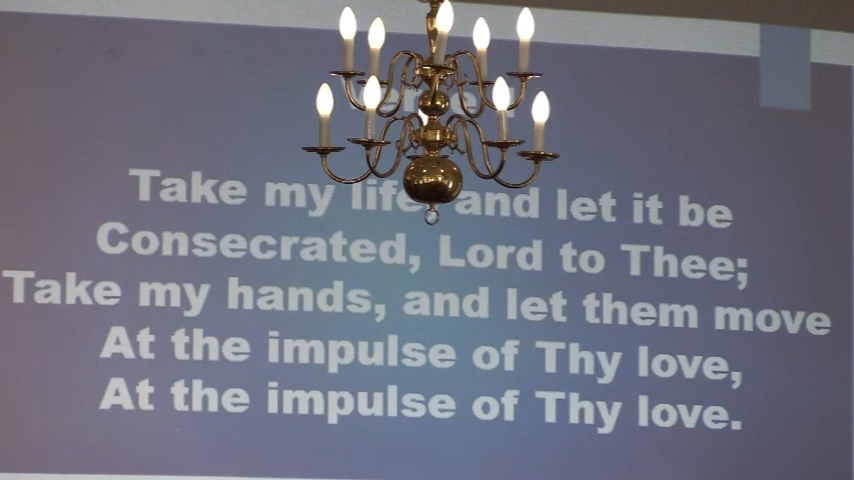 Take my life and let it be
Consecrated, Lord to Thee;
Take my hands, and let them move
At the impulse of Thy love,
At the impulse of Thy love.